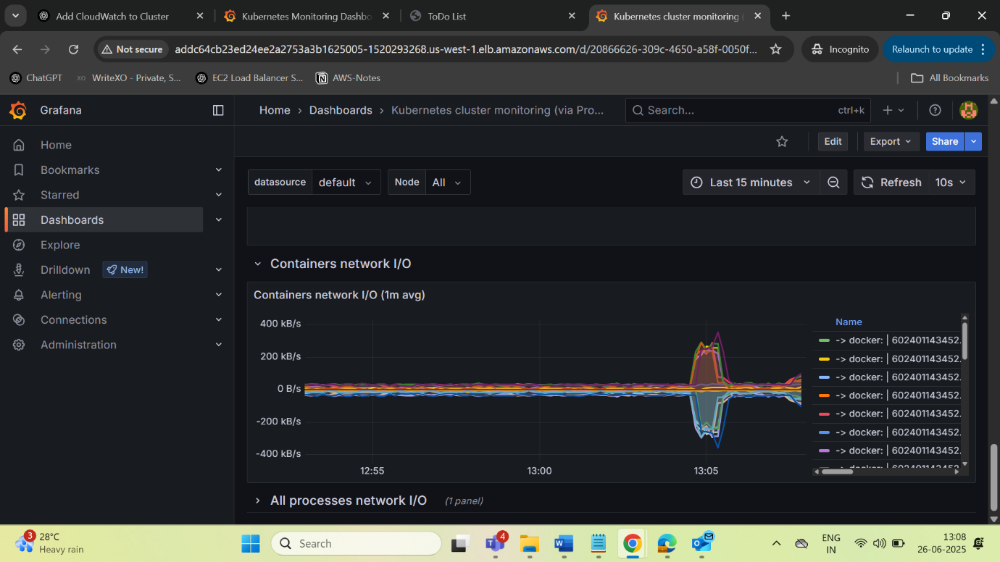 Add CloudWatch to Cluster
Kubernetes Monitoring Dashbo
ToDo List
Kubernetes cluster monitoring (
Not secure
addc64cb23ed24ee2a2753a3b1625005-1520293268.us-west-1.elb.amazonaws.com/d/20866626-309c-4650-a58f-0050f...
Incognito
Relaunch to update
ChatGPT
XO WriteXO - Private, S...
EC2 Load Balancer S...
AWS-Notes
All Bookmarks
Grafana
Home › Dashboards › Kubernetes cluster monitoring (via Pro...
Search... ctrl+k
Edit
Export
Share
Home
Bookmarks
Starred
Dashboards
Explore
Drilldown New!
Alerting
Connections
Administration
datasource default
Node All
Last 15 minutes
Refresh 10s
Containers network I/O
Containers network I/O (1m avg)
400 kB/s
200 kB/s
0 B/s
-200 kB/s
-400 kB/s
12:55 13:00 13:05
Name
-> docker: | 602401143452.
-> docker: | 602401143452.
-> docker: | 602401143452.
-> docker: | 602401143452.
-> docker: | 602401143452.
-> docker: | 602401143452.
-> docker: | 602401143452.
All processes network I/O (1 panel)
3
28°C
Heavy rain
Search
4
ENG
IN
13:08
26-06-2025